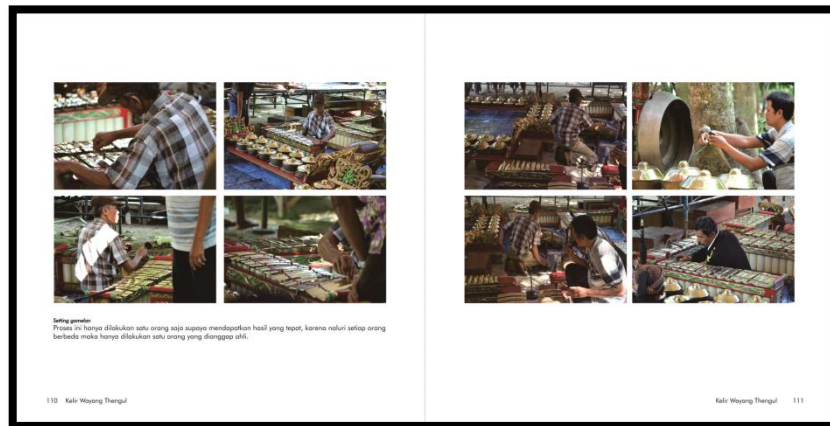 Setting gamelan
Proses ini hanya dilakukan satu orang saja supaya mendapatkan hasil yang tepat, karena naluri setiap orang
berbeda maka hanya dilakukan satu orang yang dianggap ahli.
110 Kelir Wayang Thengul
Kelir Wayang Thengul 111